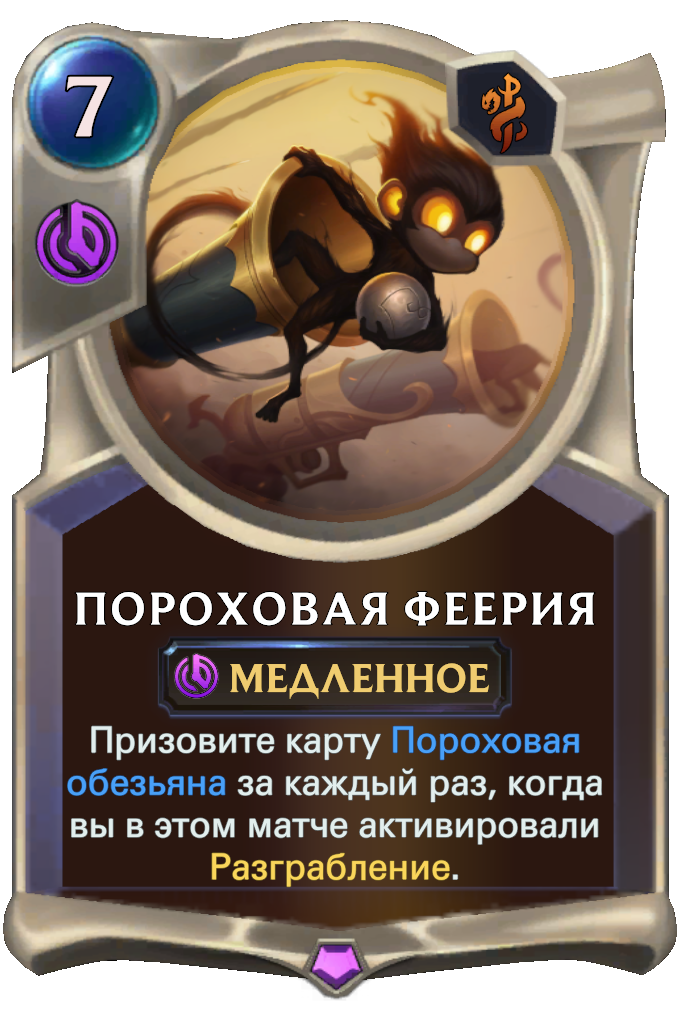 7
ПОРОХОВАЯ ФЕЕРИЯ
МЕДЛЕННОЕ
Призовите карту Пороховая
обезьяна за каждый раз, когда
вы в этом матче активировали
Разграбление.